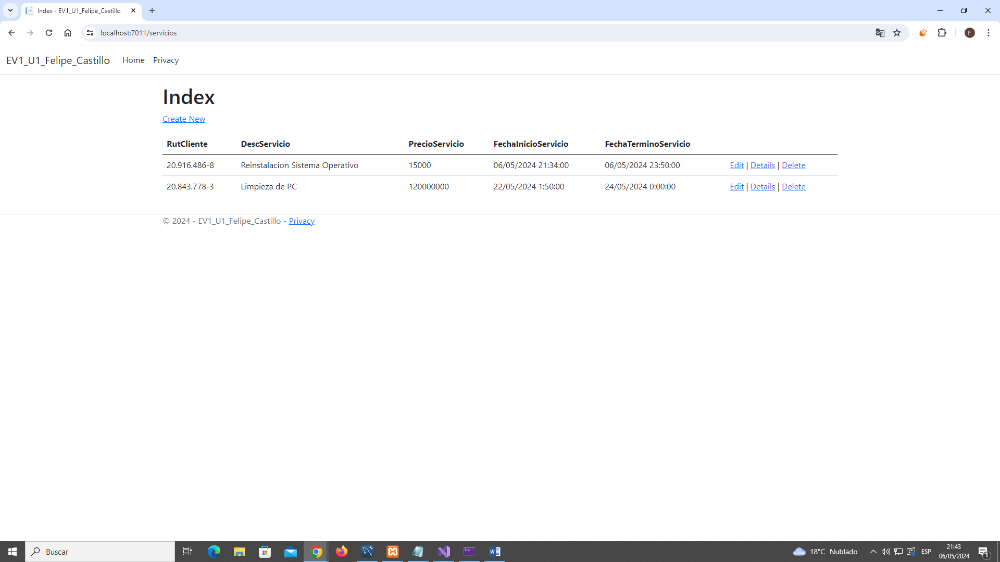 Index - EV1_U1_Felipe_Castillo
localhost:7011/servicios
F
EV1_U1_Felipe_Castillo Home Privacy
Index
Create New
RutCliente DescServicio PrecioServicio FechaInicioServicio FechaTerminoServicio
20.916.486-8 Reinstalacion Sistema Operativo 15000 06/05/2024 21:34:00 06/05/2024 23:50:00 Edit | Details | Delete
20.843.778-3 Limpieza de PC 120000000 22/05/2024 1:50:00 24/05/2024 0:00:00 Edit | Details | Delete
© 2024 - EV1_U1_Felipe_Castillo - Privacy
Buscar
18°C Nublado
ESP
21:43
06/05/2024
1